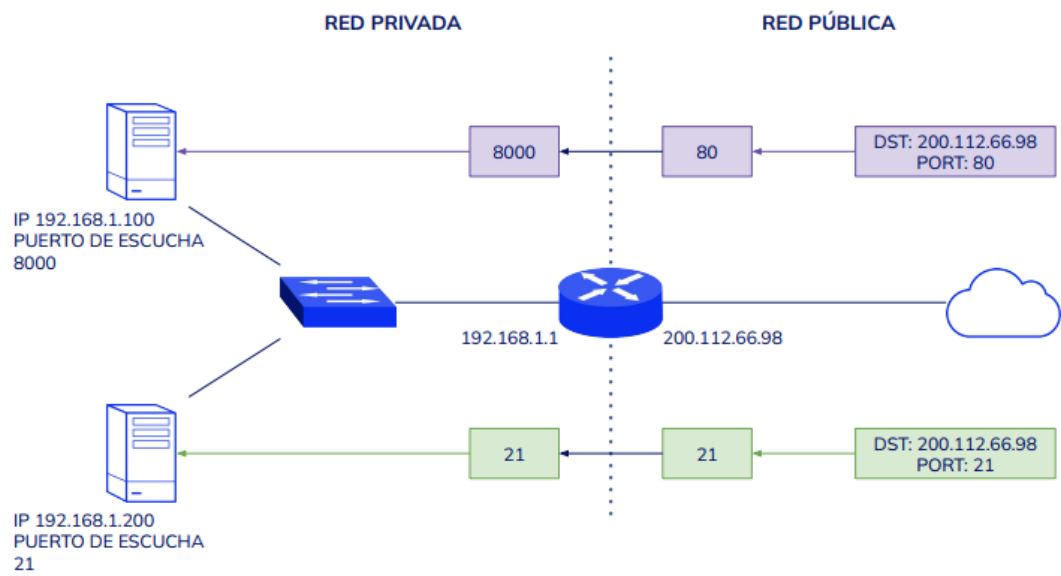 RED PRIVADA
RED PÚBLICA
8000
80
DST: 200.112.66.98
PORT: 80
IP 192.168.1.100
PUERTO DE ESCUCHA
8000
192.168.1.1
200.112.66.98
21
21
DST: 200.112.66.98
PORT: 21
IP 192.168.1.200
PUERTO DE ESCUCHA
21